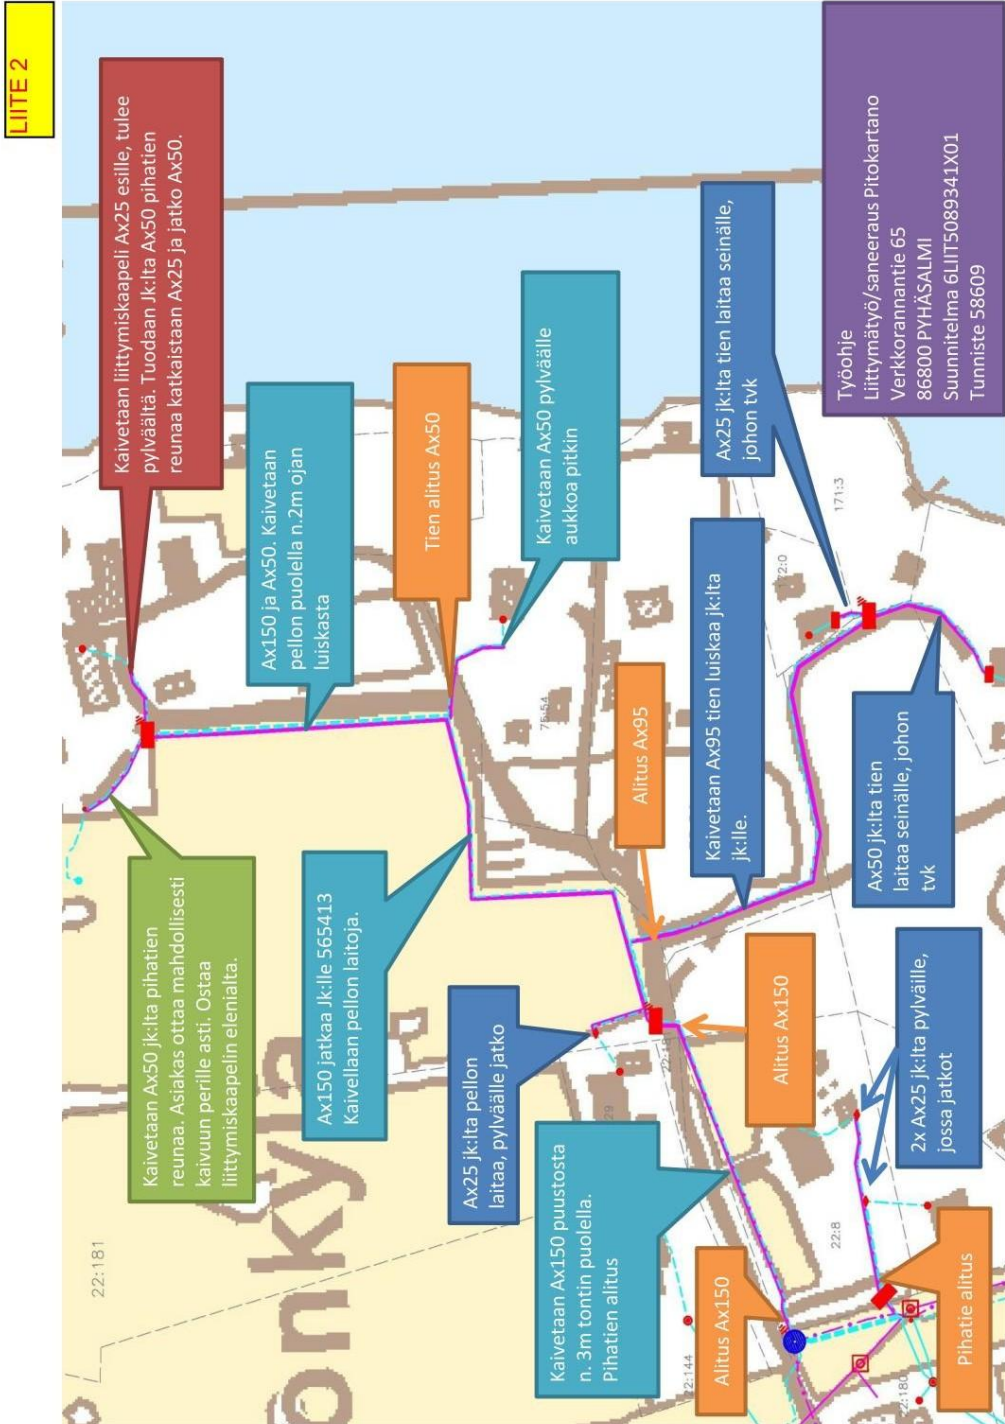 LIITE 2
Kaivetaan liittymiskaapeli Ax25 esille, tulee
pylväältä. Tuodaan Jk:lta Ax50 pihatien
reunaa katkaistaan Ax25 ja jatko Ax50.
Kaivetaan Ax50 jk:lta pihatien
reunaa. Asiakas ottaa mahdollisesti
kaivuun perille asti. Ostaa
liittymiskaapelin elenialta.
Ax150 ja Ax50. Kaivetaan
pellon puolella n.2m ojan
luiskasta
Ax150 jatkaa Jk:lle 565413
Kaivellaan pellon laitoja.
Tien alitus Ax50
Kaivetaan Ax50 pylväälle
aukkoa pitkin
Ax25 jk:lta pellon
laitaa, pylväälle jatko
Kaivetaan Ax150 puustosta
n. 3m tontin puolella.
Pihatien alitus
Alitus Ax95
Kaivetaan Ax95 tien luiskaa jk:lta
jk:lle.
Ax25 jk:lta tien laitaa seinälle,
johon tvk
Alitus Ax150
Alitus Ax150
Ax50 jk:lta tien
laitaa seinälle, johon
tvk
2x Ax25 jk:lta pylväille,
jossa jatkot
Pihatie alitus
Työohje
Liittymätyö/saneeraus Pitokartano
Verkkorannantie 65
86800 PYHÄSALMI
Suunnitelma 6LIIT5089341X01
Tunniste 58609
22:181
onkylä
75:54
171:3
22:8
22:144
22:180
29